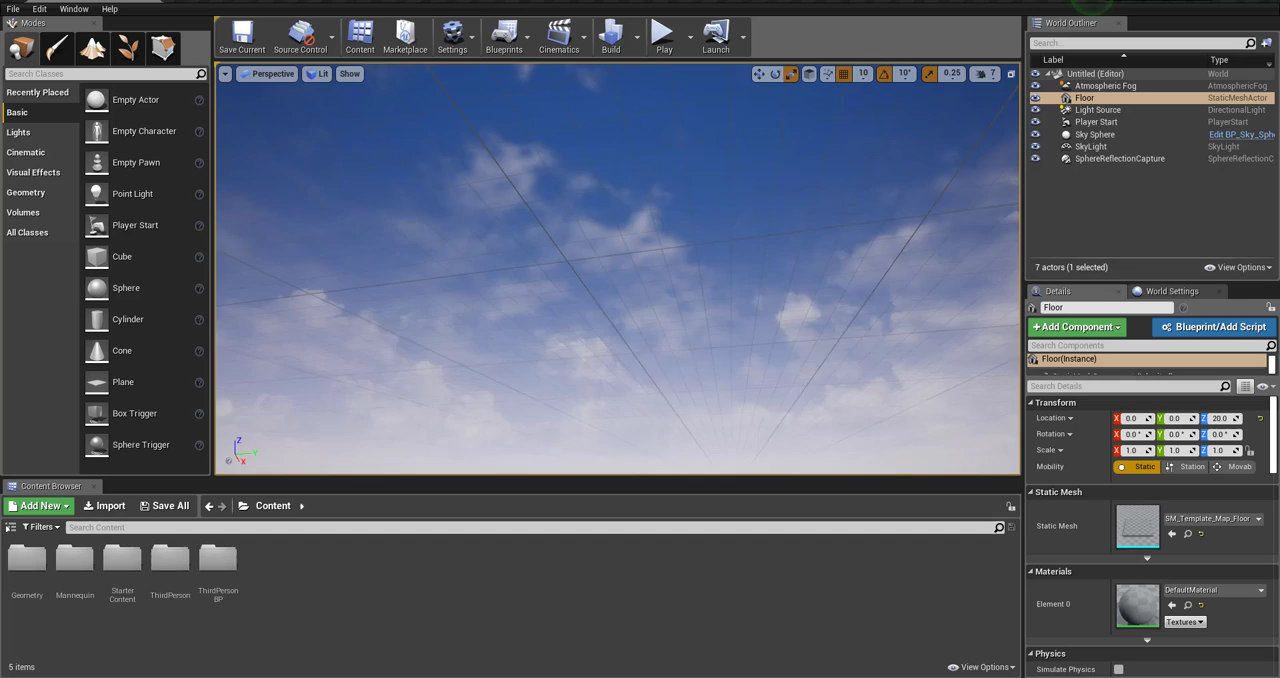 File Edit Window Help
Modes
Search Classes
Recently Placed
Basic
Lights
Cinematic
Visual Effects
Geometry
Volumes
All Classes
Empty Actor
Empty Character
Empty Pawn
Point Light
Player Start
Cube
Sphere
Cylinder
Cone
Plane
Box Trigger
Sphere Trigger
Save Current Source Control Content Marketplace Settings Blueprints Cinematics Build Play Launch
Perspective Lit Show
10 10° 0.25 7
Z
Y
X
World Outliner
Search...
Label Type
Untitled (Editor) World
Atmospheric Fog AtmosphericFog
Floor StaticMeshActor
Light Source DirectionalLight
Player Start PlayerStart
Sky Sphere Edit BP_Sky_Sph
SkyLight SkyLight
SphereReflectionCapture SphereReflectionC
7 actors (1 selected) View Options
Details World Settings
Floor
+Add Component Blueprint/Add Script
Search Components
Floor(Instance)
Search Details
Transform
Location X 0.0 Y 0.0 Z 20.0
Rotation X 0.0° Y 0.0° Z 0.0°
Scale X 1.0 Y 1.0 Z 1.0
Mobility Static Station Movab
Static Mesh
Static Mesh SM_Template_Map_Floor
Materials
Element 0 DefaultMaterial
Textures
Physics
Simulate Physics
Content Browser
Add New Import Save All Content
Filters Search Content
Geometry
Mannequin
Starter
Content
ThirdPerson
ThirdPerson
BP
5 items View Options